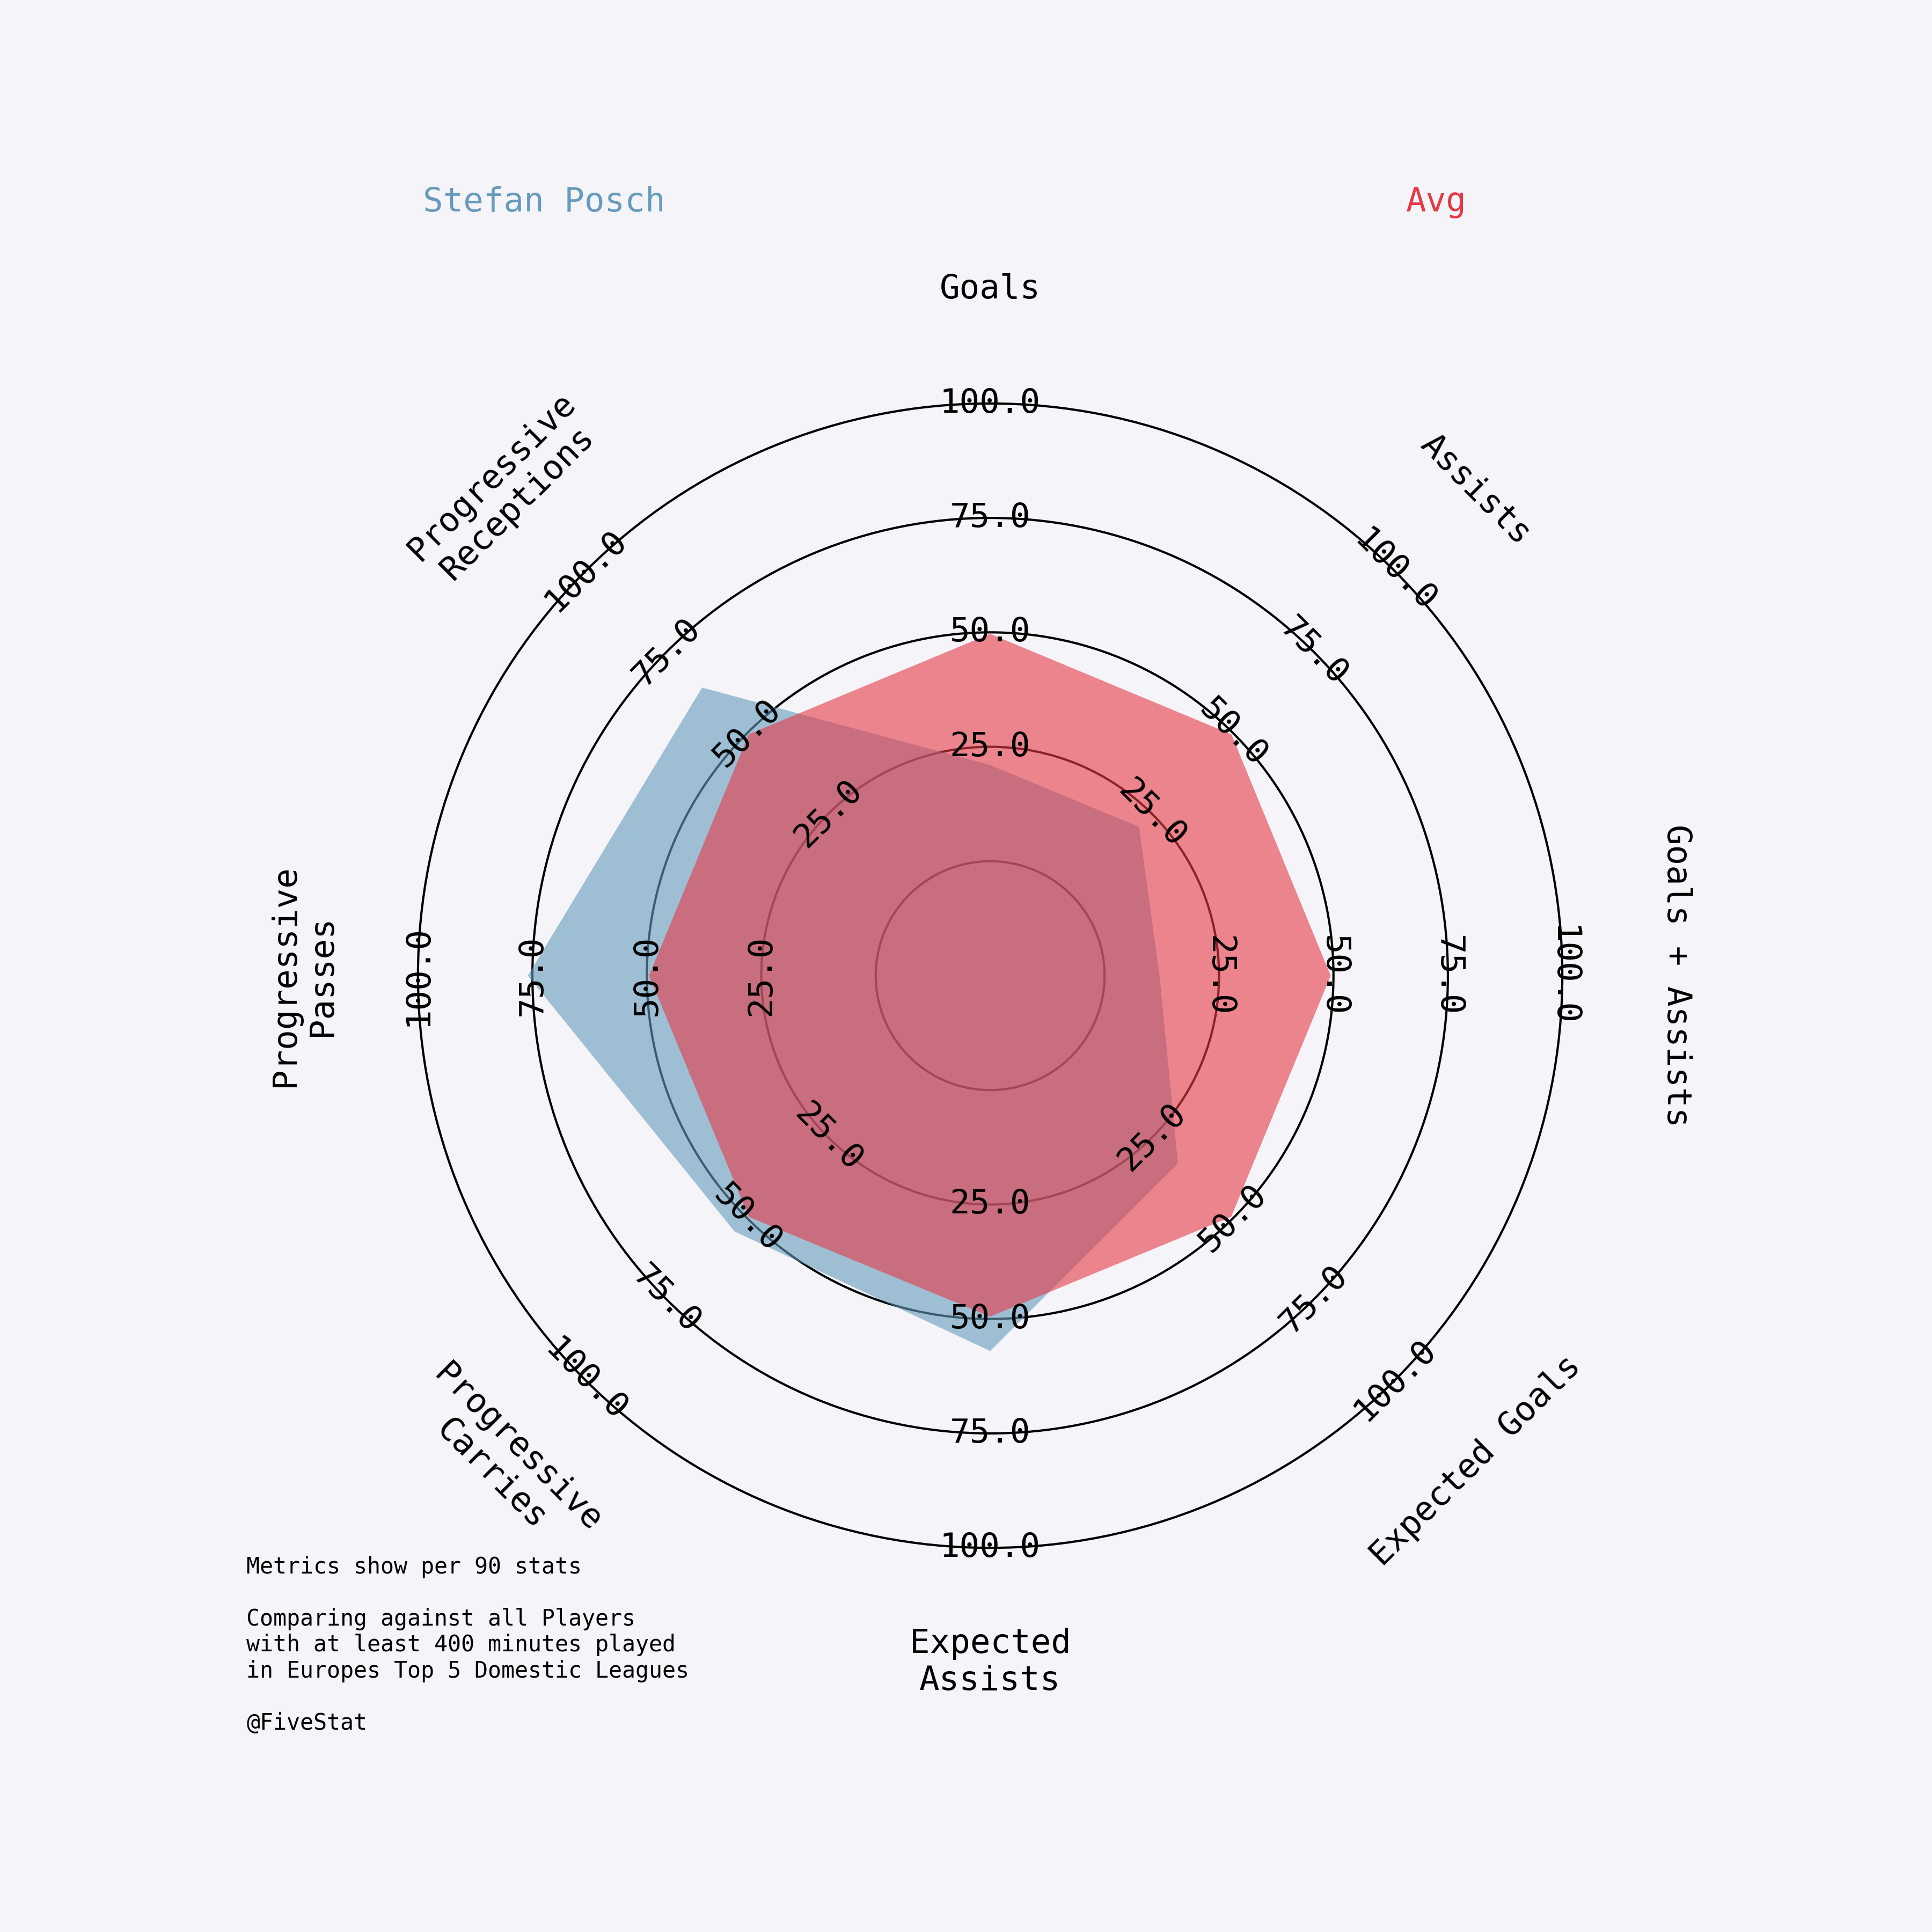 Stefan Posch
Avg
Goals
Assists
Goals + Assists
Expected Goals
Expected
Assists
Progressive
Carries
Progressive
Passes
Progressive
Receptions
25.0
50.0
75.0
100.0
25.0
50.0
75.0
100.0
25.0
50.0
75.0
100.0
25.0
50.0
75.0
100.0
25.0
50.0
75.0
100.0
25.0
50.0
75.0
100.0
25.0
50.0
75.0
100.0
25.0
50.0
75.0
100.0
Metrics show per 90 stats
Comparing against all Players
with at least 400 minutes played
in Europes Top 5 Domestic Leagues
@FiveStat